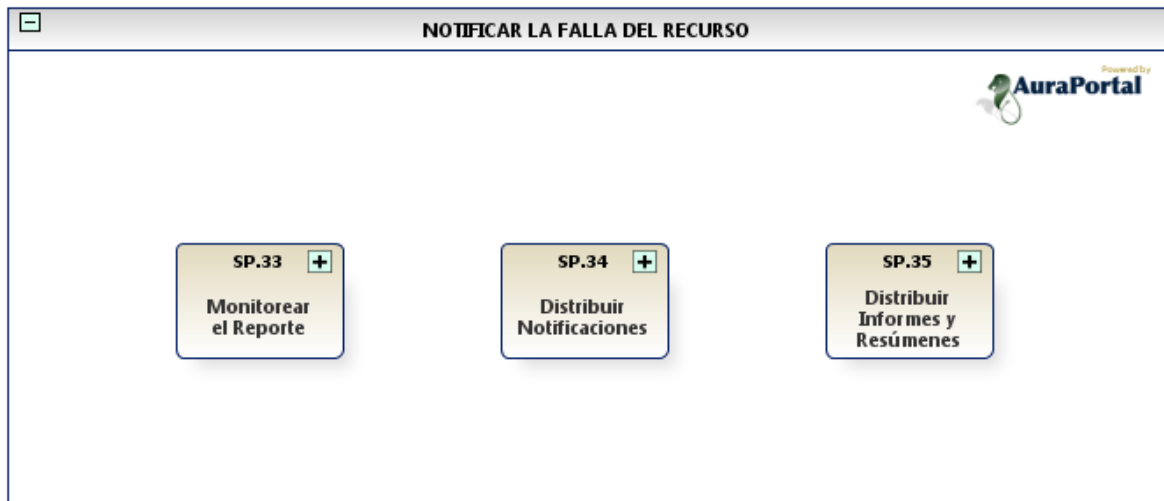 NOTIFICAR LA FALLA DEL RECURSO
Powered by
AuraPortal
SP.33
Monitorear
el Reporte
SP.34
Distribuir
Notificaciones
SP.35
Distribuir
Informes y
Resúmenes